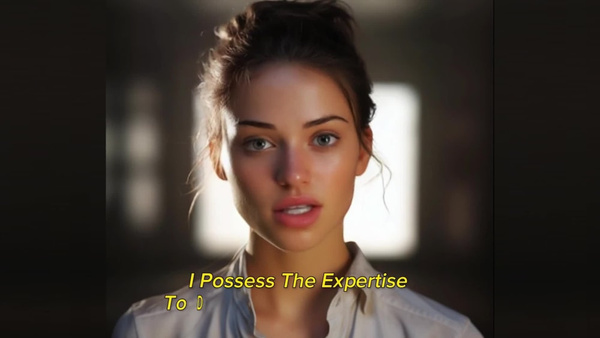 I Possess The Expertise
To